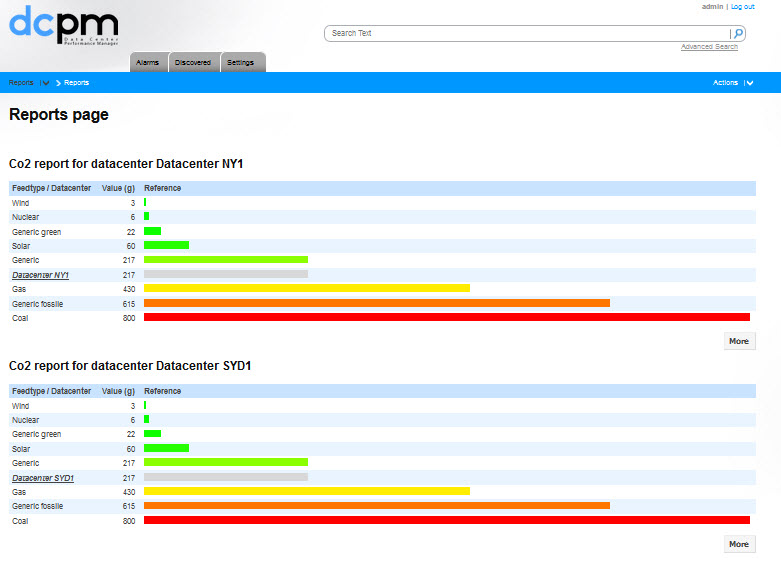 dcpm
Data Center
Performance Manager
admin | Log out
Search Text
Advanced Search
Alarms Discovered Settings
Reports Reports Actions
Reports page
Co2 report for datacenter Datacenter NY1
Feedtype / Datacenter Value (g) Reference
Wind 3
Nuclear 6
Generic green 22
Solar 60
Generic 217
Datacenter NY1 217
Gas 430
Generic fossile 615
Coal 800
More
Co2 report for datacenter Datacenter SYD1
Feedtype / Datacenter Value (g) Reference
Wind 3
Nuclear 6
Generic green 22
Solar 60
Generic 217
Datacenter SYD1 217
Gas 430
Generic fossile 615
Coal 800
More